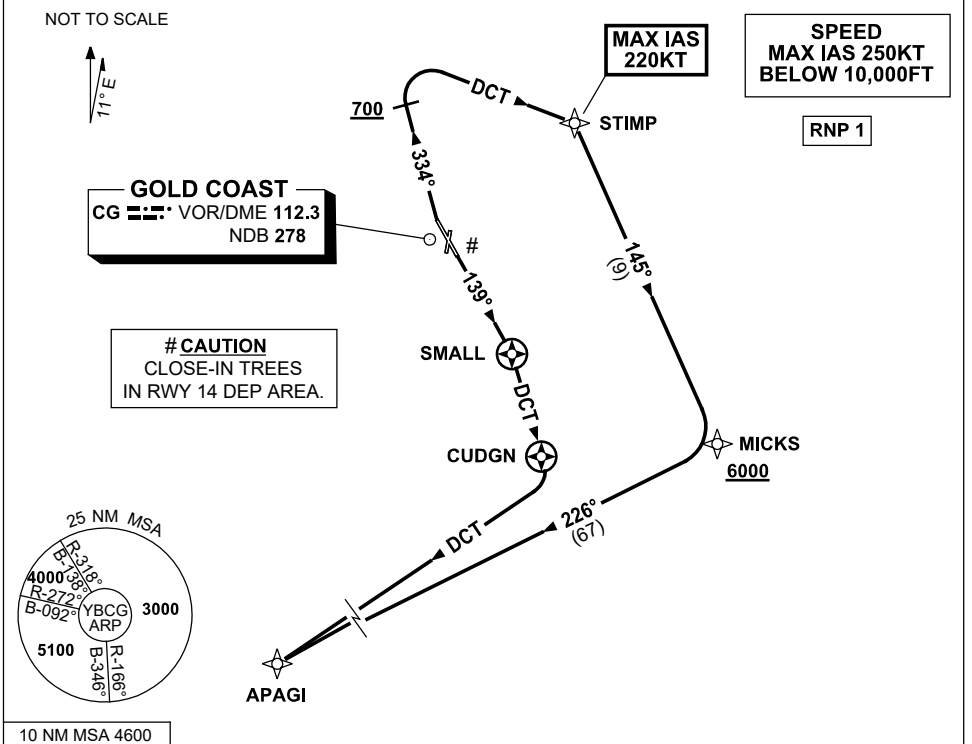 NOT TO SCALE
11° E
MAX IAS
220KT
SPEED
MAX IAS 250KT
BELOW 10,000FT
RNP 1
700
DCT
STIMP
334°
GOLD COAST
CG VOR/DME 112.3
NDB 278
#
139°
145°
(9)
# CAUTION
CLOSE-IN TREES
IN RWY 14 DEP AREA.
SMALL
DCT
CUDGN
MICKS
6000
DCT
226°
(67)
25 NM MSA
R-318°
B-138°
4000
R-272°
B-092°
YBCG
ARP
3000
5100
B-346°
R-166°
APAGI
10 NM MSA 4600